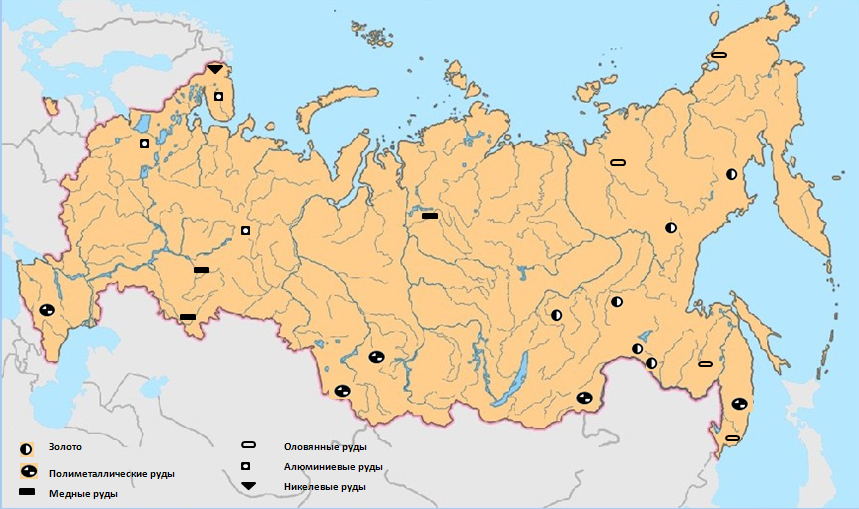 Золото
Полиметаллические руды
Медные руды
Оловянные руды
Алюминиевые руды
Никелевые руды